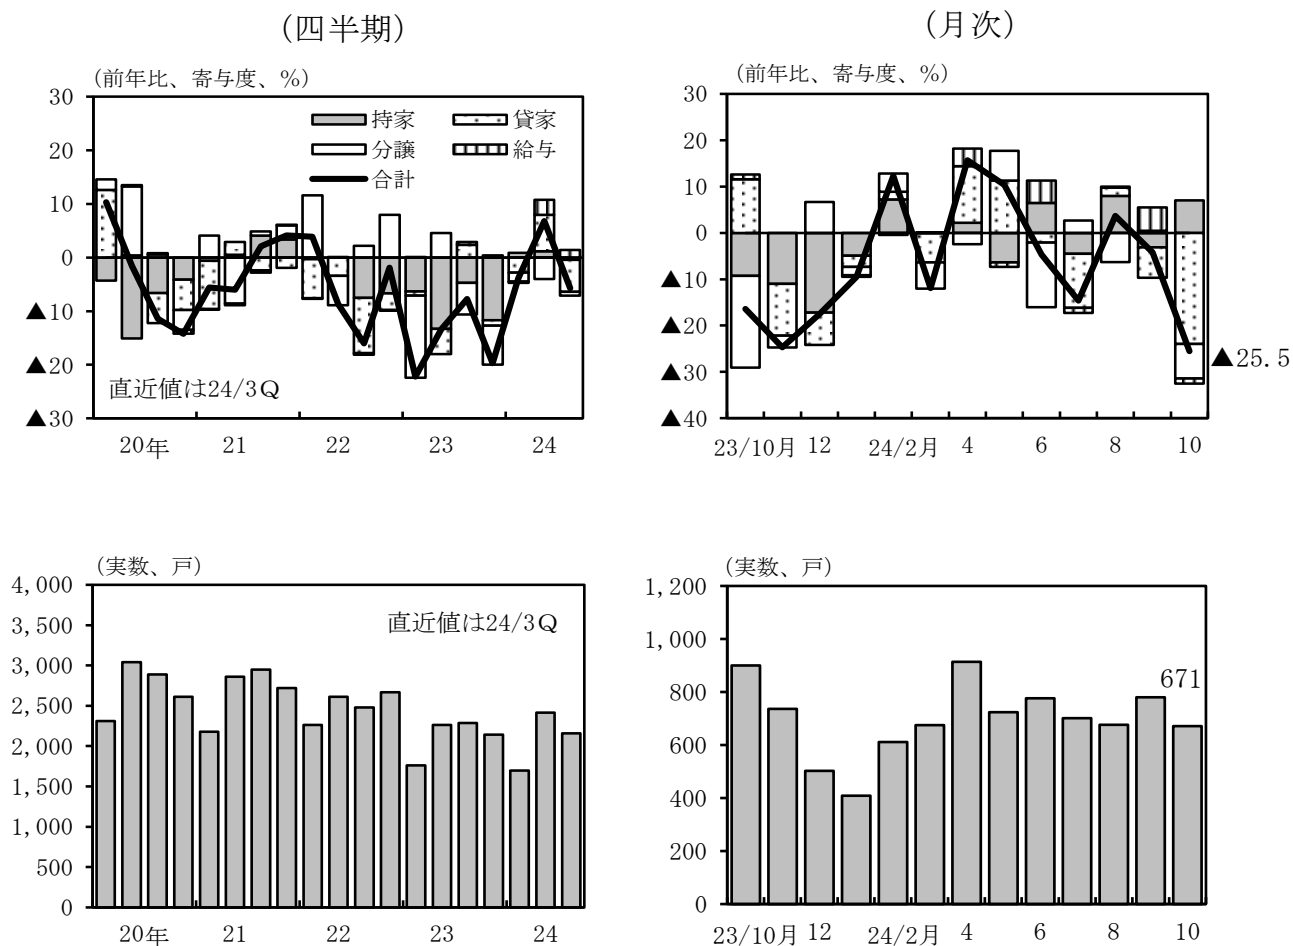 (四半期)
(前年比、寄与度、%)
30
20
10
0
▲10
▲20
▲30
持家
貸家
分譲
給与
合計
直近値は24/3Q
20年 21 22 23 24
(月次)
(前年比、寄与度、%)
30
20
10
0
▲10
▲20
▲30
▲40
▲25.5
23/10月 12 24/2月 4 6 8 10
(実数、戸)
4,000
3,500
3,000
2,500
2,000
1,500
1,000
500
0
直近値は24/3Q
20年 21 22 23 24
(実数、戸)
1,200
1,000
800
600
400
200
0
671
23/10月 12 24/2月 4 6 8 10